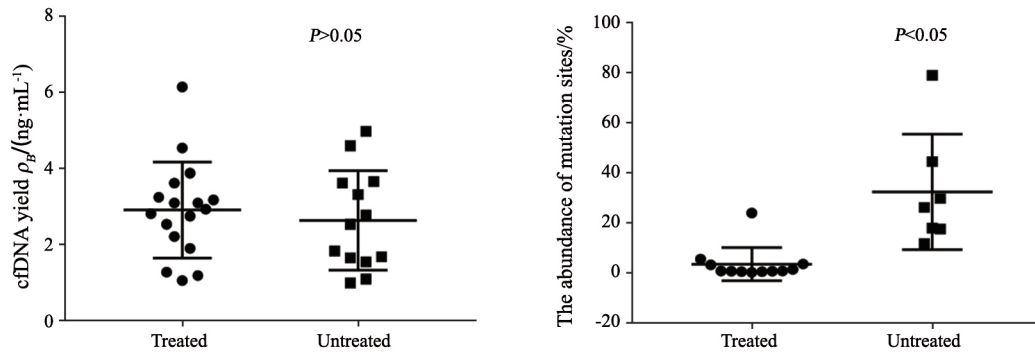 cfDNA yield ρB/(ng·mL-1)
8
6
4
2
0
P>0.05
Treated
Untreated
The abundance of mutation sites/%
100
80
60
40
20
0
-20
P<0.05
Treated
Untreated